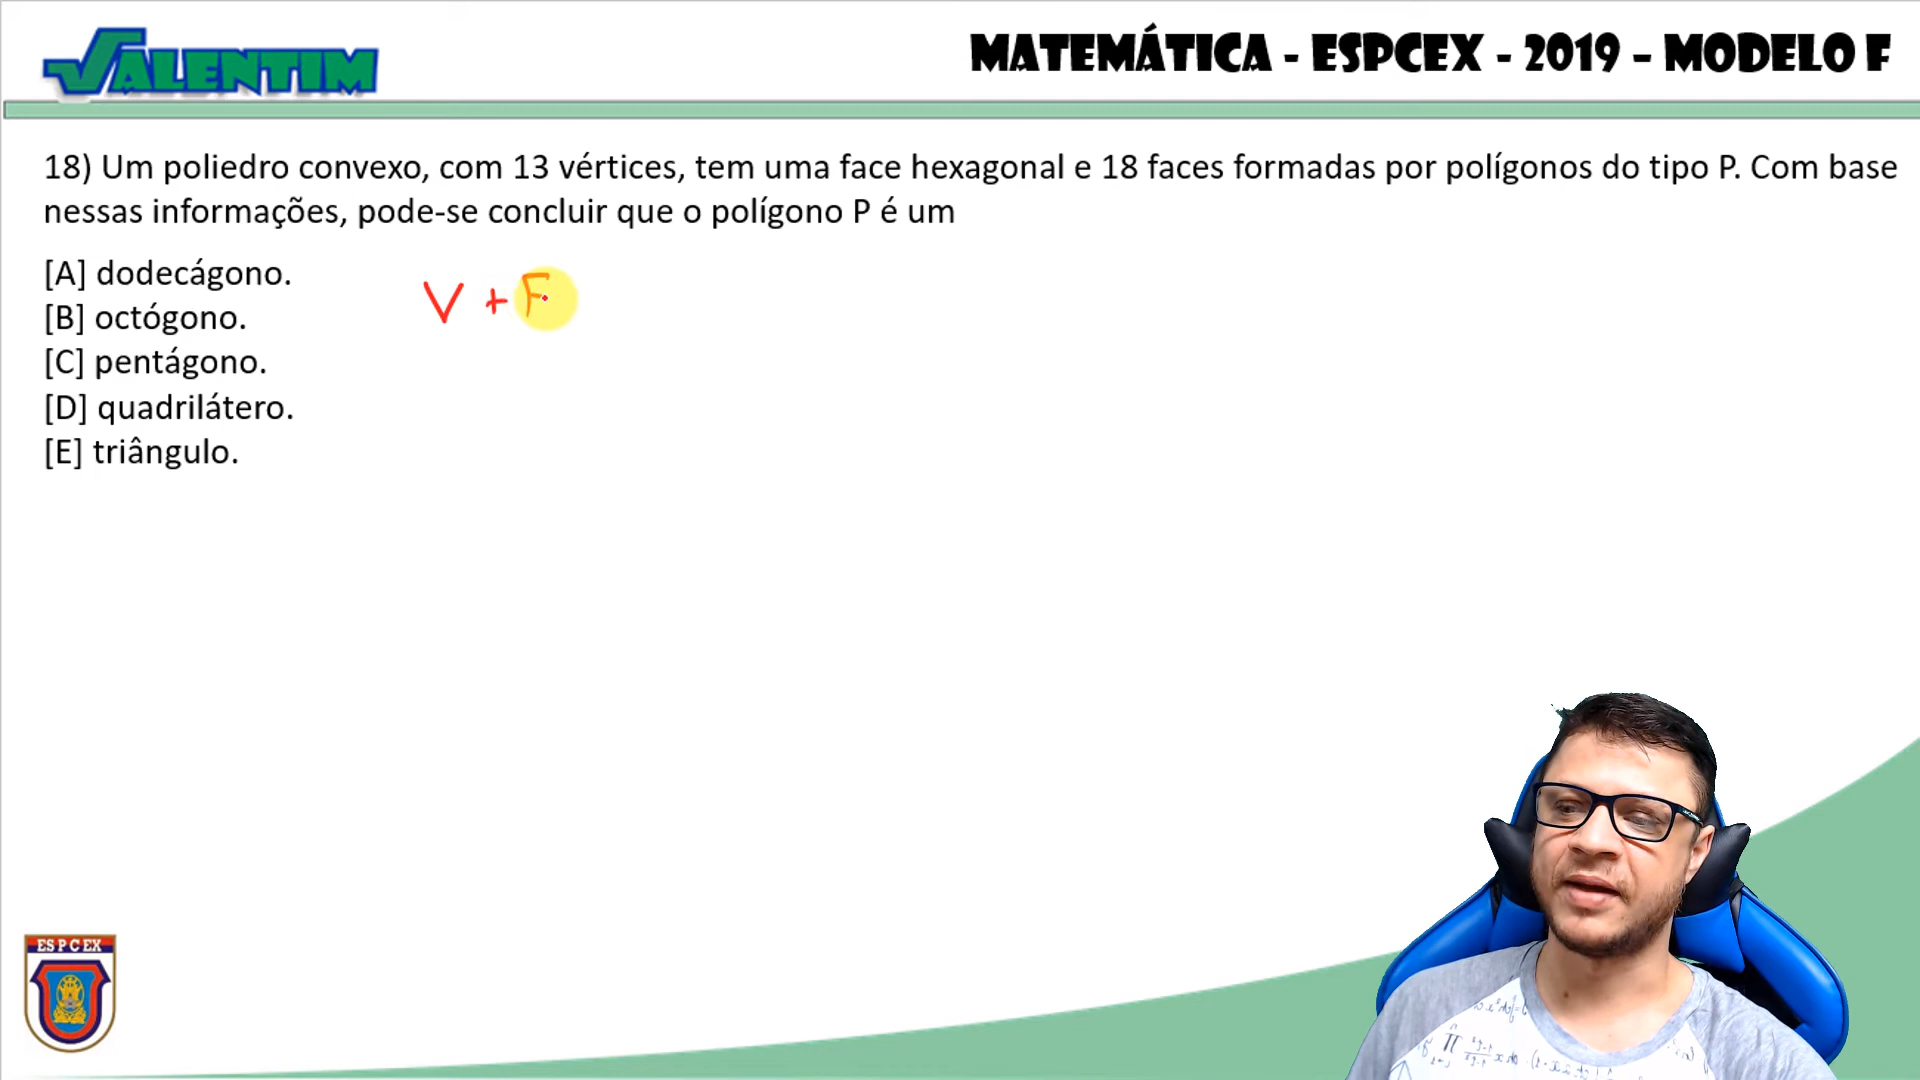 VALENTIM
MATEMÁTICA - ESPCEX - 2019 – MODELO F
18) Um poliedro convexo, com 13 vértices, tem uma face hexagonal e 18 faces formadas por polígonos do tipo P. Com base
nessas informações, pode-se concluir que o polígono P é um
[A] dodecágono.
[B] octógono.
[C] pentágono.
[D] quadrilátero.
[E] triângulo.
V + F
ESPCEX